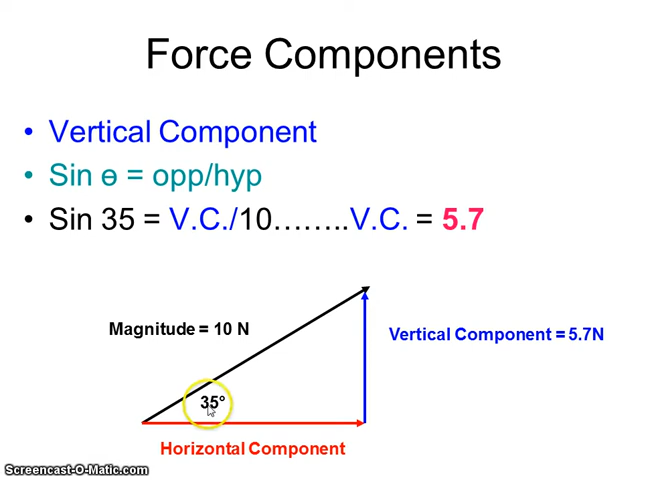 Force Components
• Vertical Component
• Sin ɵ = opp/hyp
• Sin 35 = V.C./10……..V.C. = 5.7
Magnitude = 10 N
Vertical Component = 5.7N
35°
Horizontal Component
Screencast-O-Matic.com